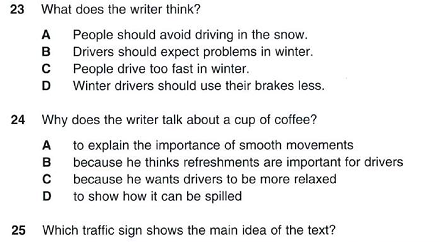 23 What does the writer think?
A People should avoid driving in the snow.
B Drivers should expect problems in winter.
C People drive too fast in winter.
D Winter drivers should use their brakes less.
24 Why does the writer talk about a cup of coffee?
A to explain the importance of smooth movements
B because he thinks refreshments are important for drivers
C because he wants drivers to be more relaxed
D to show how it can be spilled
25 Which traffic sign shows the main idea of the text?